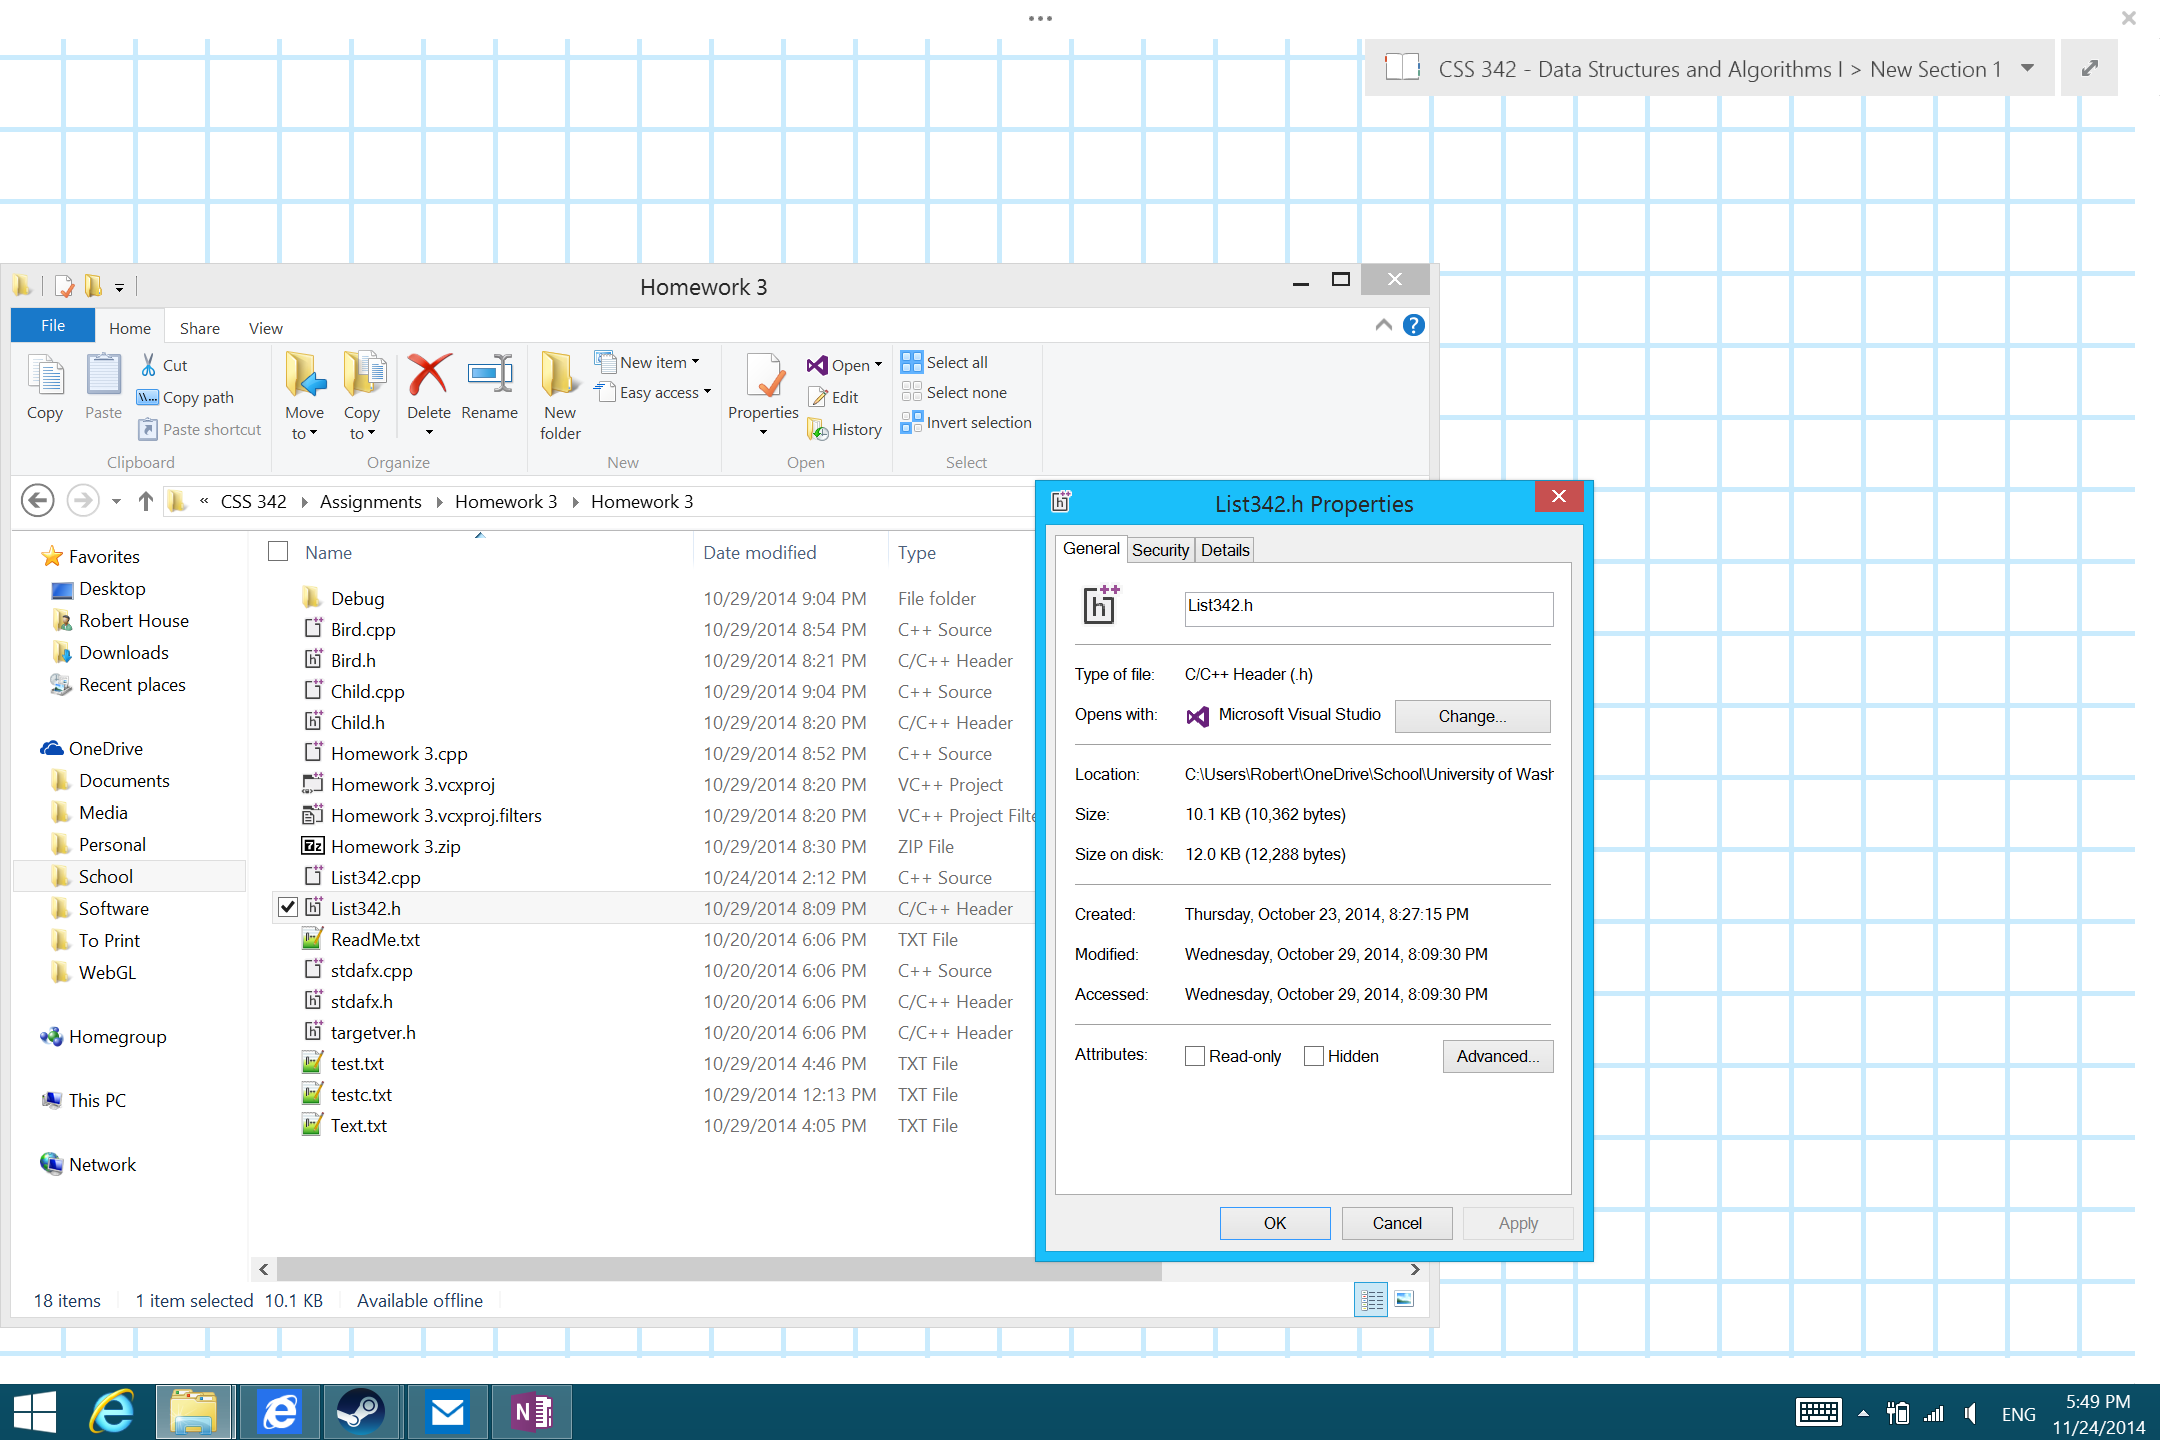 CSS 342 - Data Structures and Algorithms I > New Section 1
Homework 3
File Home Share View
Copy
Paste
Cut
Copy path
Paste shortcut
Clipboard
Move to
Copy to
Delete
Rename
Organize
New folder
New item
Easy access
New
Properties
Open
Edit
History
Open
Select all
Select none
Invert selection
Select
« CSS 342 Assignments Homework 3 Homework 3
Favorites
Desktop
Robert House
Downloads
Recent places
OneDrive
Documents
Media
Personal
School
Software
To Print
WebGL
Homegroup
This PC
Network
Name Date modified Type
Debug 10/29/2014 9:04 PM File folder
Bird.cpp 10/29/2014 8:54 PM C++ Source
Bird.h 10/29/2014 8:21 PM C/C++ Header
Child.cpp 10/29/2014 9:04 PM C++ Source
Child.h 10/29/2014 8:20 PM C/C++ Header
Homework 3.cpp 10/29/2014 8:52 PM C++ Source
Homework 3.vcxproj 10/29/2014 8:20 PM VC++ Project
Homework 3.vcxproj.filters 10/29/2014 8:20 PM VC++ Project Filte
Homework 3.zip 10/29/2014 8:30 PM ZIP File
List342.cpp 10/24/2014 2:12 PM C++ Source
List342.h 10/29/2014 8:09 PM C/C++ Header
ReadMe.txt 10/20/2014 6:06 PM TXT File
stdafx.cpp 10/20/2014 6:06 PM C++ Source
stdafx.h 10/20/2014 6:06 PM C/C++ Header
targetver.h 10/20/2014 6:06 PM C/C++ Header
test.txt 10/29/2014 4:46 PM TXT File
testc.txt 10/29/2014 12:13 PM TXT File
Text.txt 10/29/2014 4:05 PM TXT File
18 items 1 item selected 10.1 KB Available offline
List342.h Properties
General Security Details
List342.h
Type of file: C/C++ Header (.h)
Opens with: Microsoft Visual Studio Change...
Location: C:\Users\Robert\OneDrive\School\University of Wash
Size: 10.1 KB (10,362 bytes)
Size on disk: 12.0 KB (12,288 bytes)
Created: Thursday, October 23, 2014, 8:27:15 PM
Modified: Wednesday, October 29, 2014, 8:09:30 PM
Accessed: Wednesday, October 29, 2014, 8:09:30 PM
Attributes: Read-only Hidden Advanced...
OK Cancel Apply
ENG
5:49 PM
11/24/2014